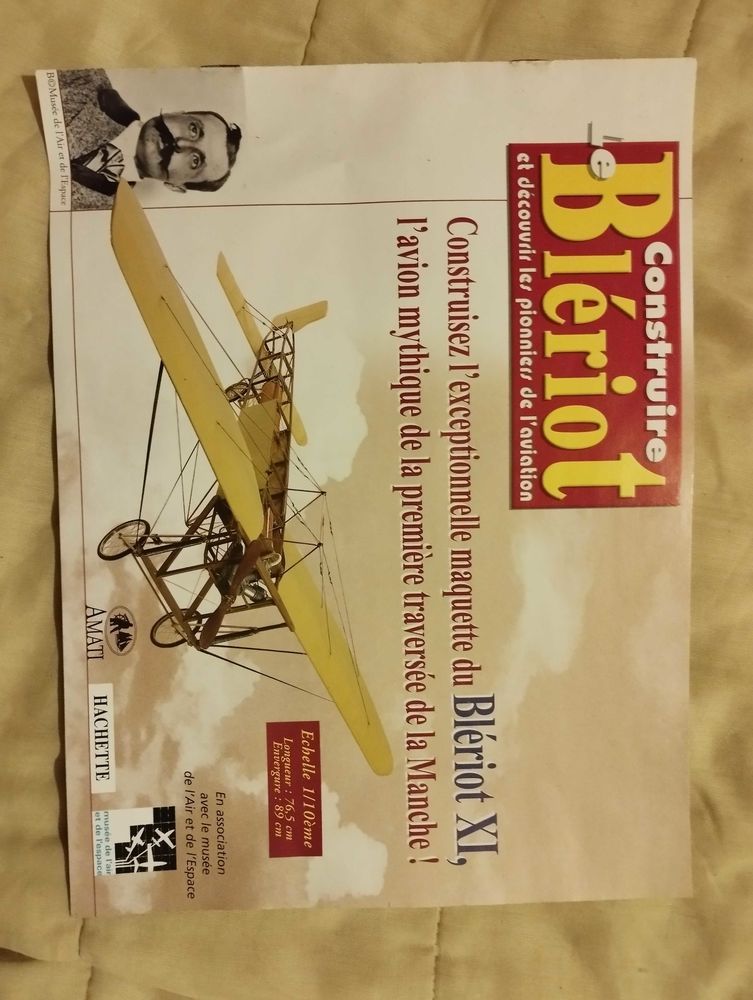 Construire
Le Blériot
et découvrir les pionniers de l'aviation
Construisez l'exceptionnelle maquette du Blériot XI,
l'avion mythique de la première traversée de la Manche !
B©Musée de l'Air et de l'Espace
Echelle 1/10ème
Longueur : 76,5 cm
Envergure : 89 cm
En association
avec le musée
de l'Air et de l'Espace
AMATI
HACHETTE
musée de l'air
et de l'espace